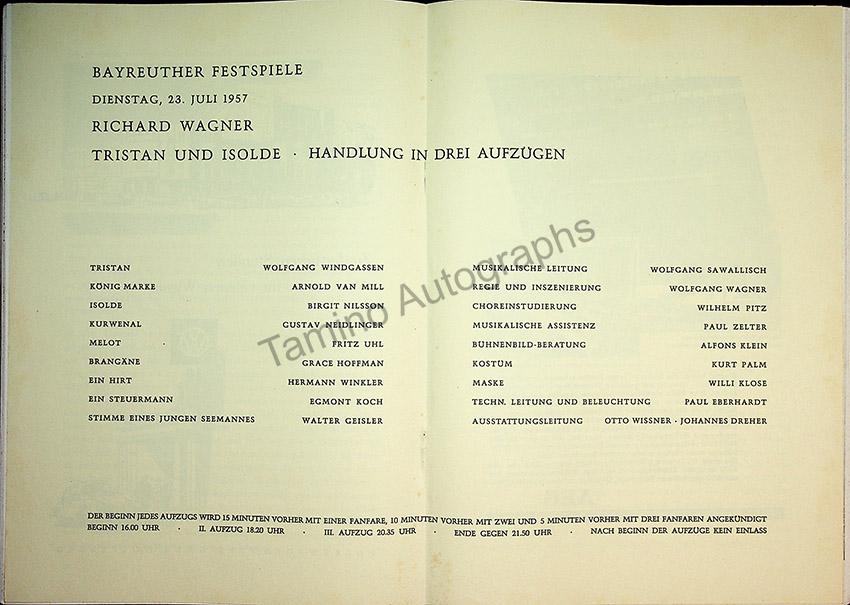 BAYREUTHER FESTSPIELE
DIENSTAG, 23. JULI 1957
RICHARD WAGNER
TRISTAN UND ISOLDE · HANDLUNG IN DREI AUFZÜGEN
TRISTAN WOLFGANG WINDGASSEN
KÖNIG MARKE ARNOLD VAN MILL
ISOLDE BIRGIT NILSSON
KURWENAL GUSTAV NEIDLINGER
MELOT FRITZ UHL
BRANGÄNE GRACE HOFFMAN
EIN HIRT HERMANN WINKLER
EIN STEUERMANN EGMONT KOCH
STIMME EINES JUNGEN SEEMANNES WALTER GEISLER
MUSIKALISCHE LEITUNG WOLFGANG SAWALLISCH
REGIE UND INSZENIERUNG WOLFGANG WAGNER
CHOREINSTUDIERUNG WILHELM PITZ
MUSIKALISCHE ASSISTENZ PAUL ZELTER
BÜHNENBILD-BERATUNG ALFONS KLEIN
KOSTÜM KURT PALM
MASKE WILLI KLOSE
TECHN. LEITUNG UND BELEUCHTUNG PAUL EBERHARDT
AUSSTATTUNGSLEITUNG OTTO WISSNER · JOHANNES DREHER
DER BEGINN JEDES AUFZUGS WIRD 15 MINUTEN VORHER MIT EINER FANFARE, 10 MINUTEN VORHER MIT ZWEI UND 5 MINUTEN VORHER MIT DREI FANFAREN ANGEKÜNDIGT
BEGINN 16.00 UHR · II. AUFZUG 18.20 UHR · III. AUFZUG 20.35 UHR · ENDE GEGEN 21.50 UHR · NACH BEGINN DER AUFZÜGE KEIN EINLASS
Tamino Autographs